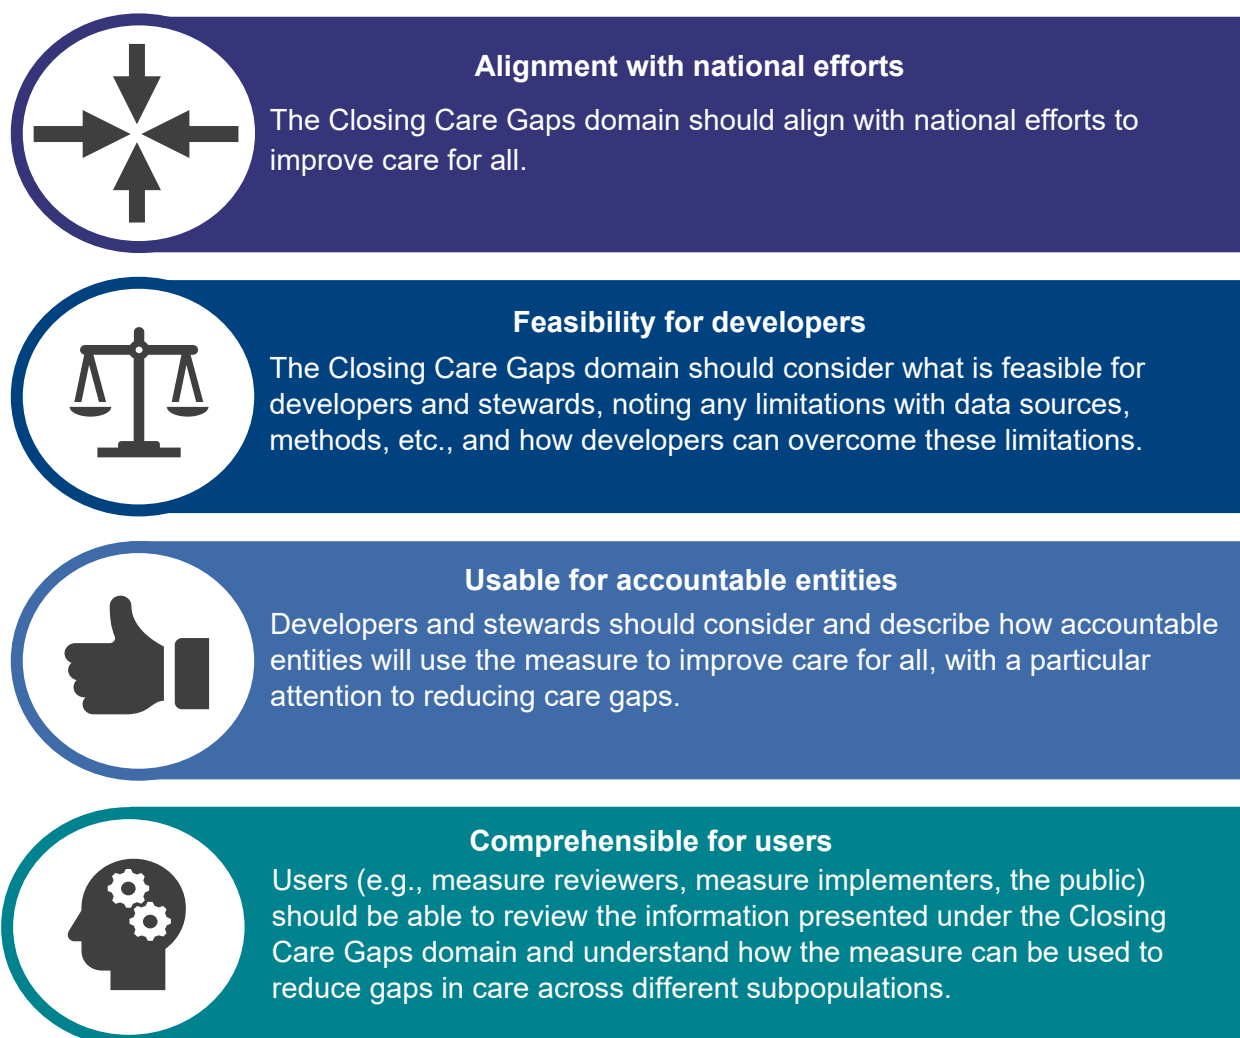 Alignment with national efforts
The Closing Care Gaps domain should align with national efforts to
improve care for all.
Feasibility for developers
The Closing Care Gaps domain should consider what is feasible for
developers and stewards, noting any limitations with data sources,
methods, etc., and how developers can overcome these limitations.
Usable for accountable entities
Developers and stewards should consider and describe how accountable
entities will use the measure to improve care for all, with a particular
attention to reducing care gaps.
Comprehensible for users
Users (e.g., measure reviewers, measure implementers, the public)
should be able to review the information presented under the Closing
Care Gaps domain and understand how the measure can be used to
reduce gaps in care across different subpopulations.